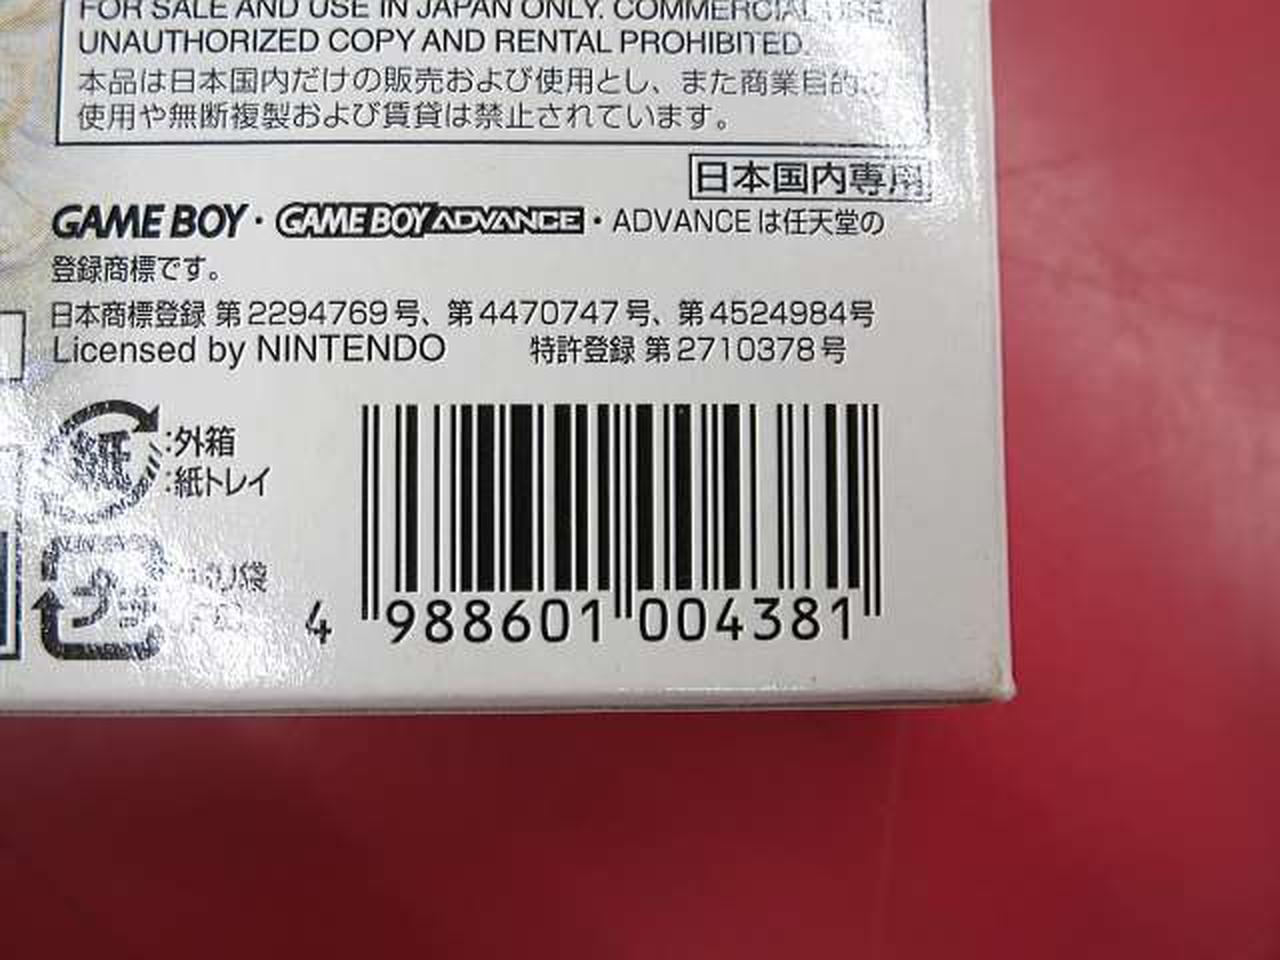 FOR SALE AND USE IN JAPAN ONLY. COMMERCIAL USE,
UNAUTHORIZED COPY AND RENTAL PROHIBITED.
本品は日本国内だけの販売および使用とし、また商業目的の
使用や無断複製および賃貸は禁止されています。
日本国内専用
GAME BOY・GAME BOY ADVANCE・ADVANCEは任天堂の
登録商標です。
日本商標登録 第2294769号、第4470747号、第4524984号
Licensed by NINTENDO 特許登録 第2710378号
紙 :外箱
:紙トレイ
プラ
4 988601 004381